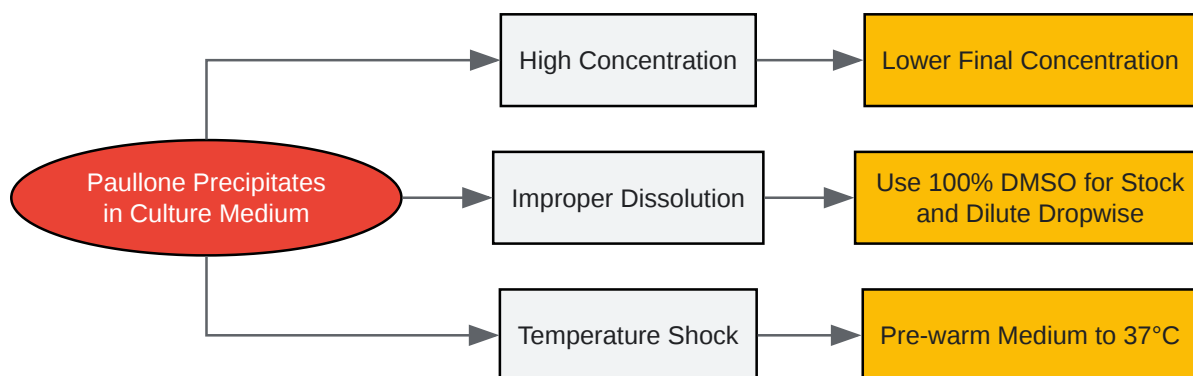 High Concentration
Lower Final Concentration
Paullone Precipitates
in Culture Medium
Improper Dissolution
Use 100% DMSO for Stock
and Dilute Dropwise
Temperature Shock
Pre-warm Medium to 37°C